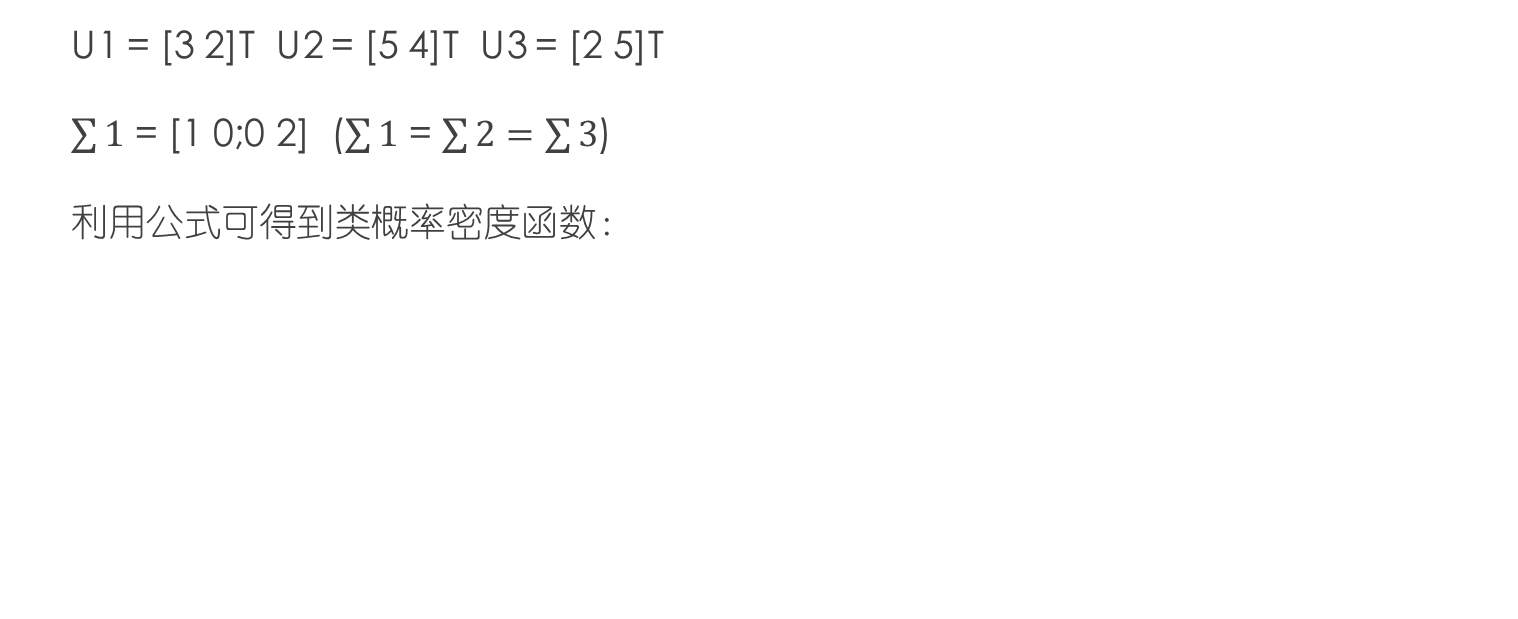 U1 = [3 2]T U2 = [5 4]T U3 = [2 5]T
∑1 = [1 0;0 2] (∑1 = ∑2 = ∑3)
利用公式可得到类概率密度函数: